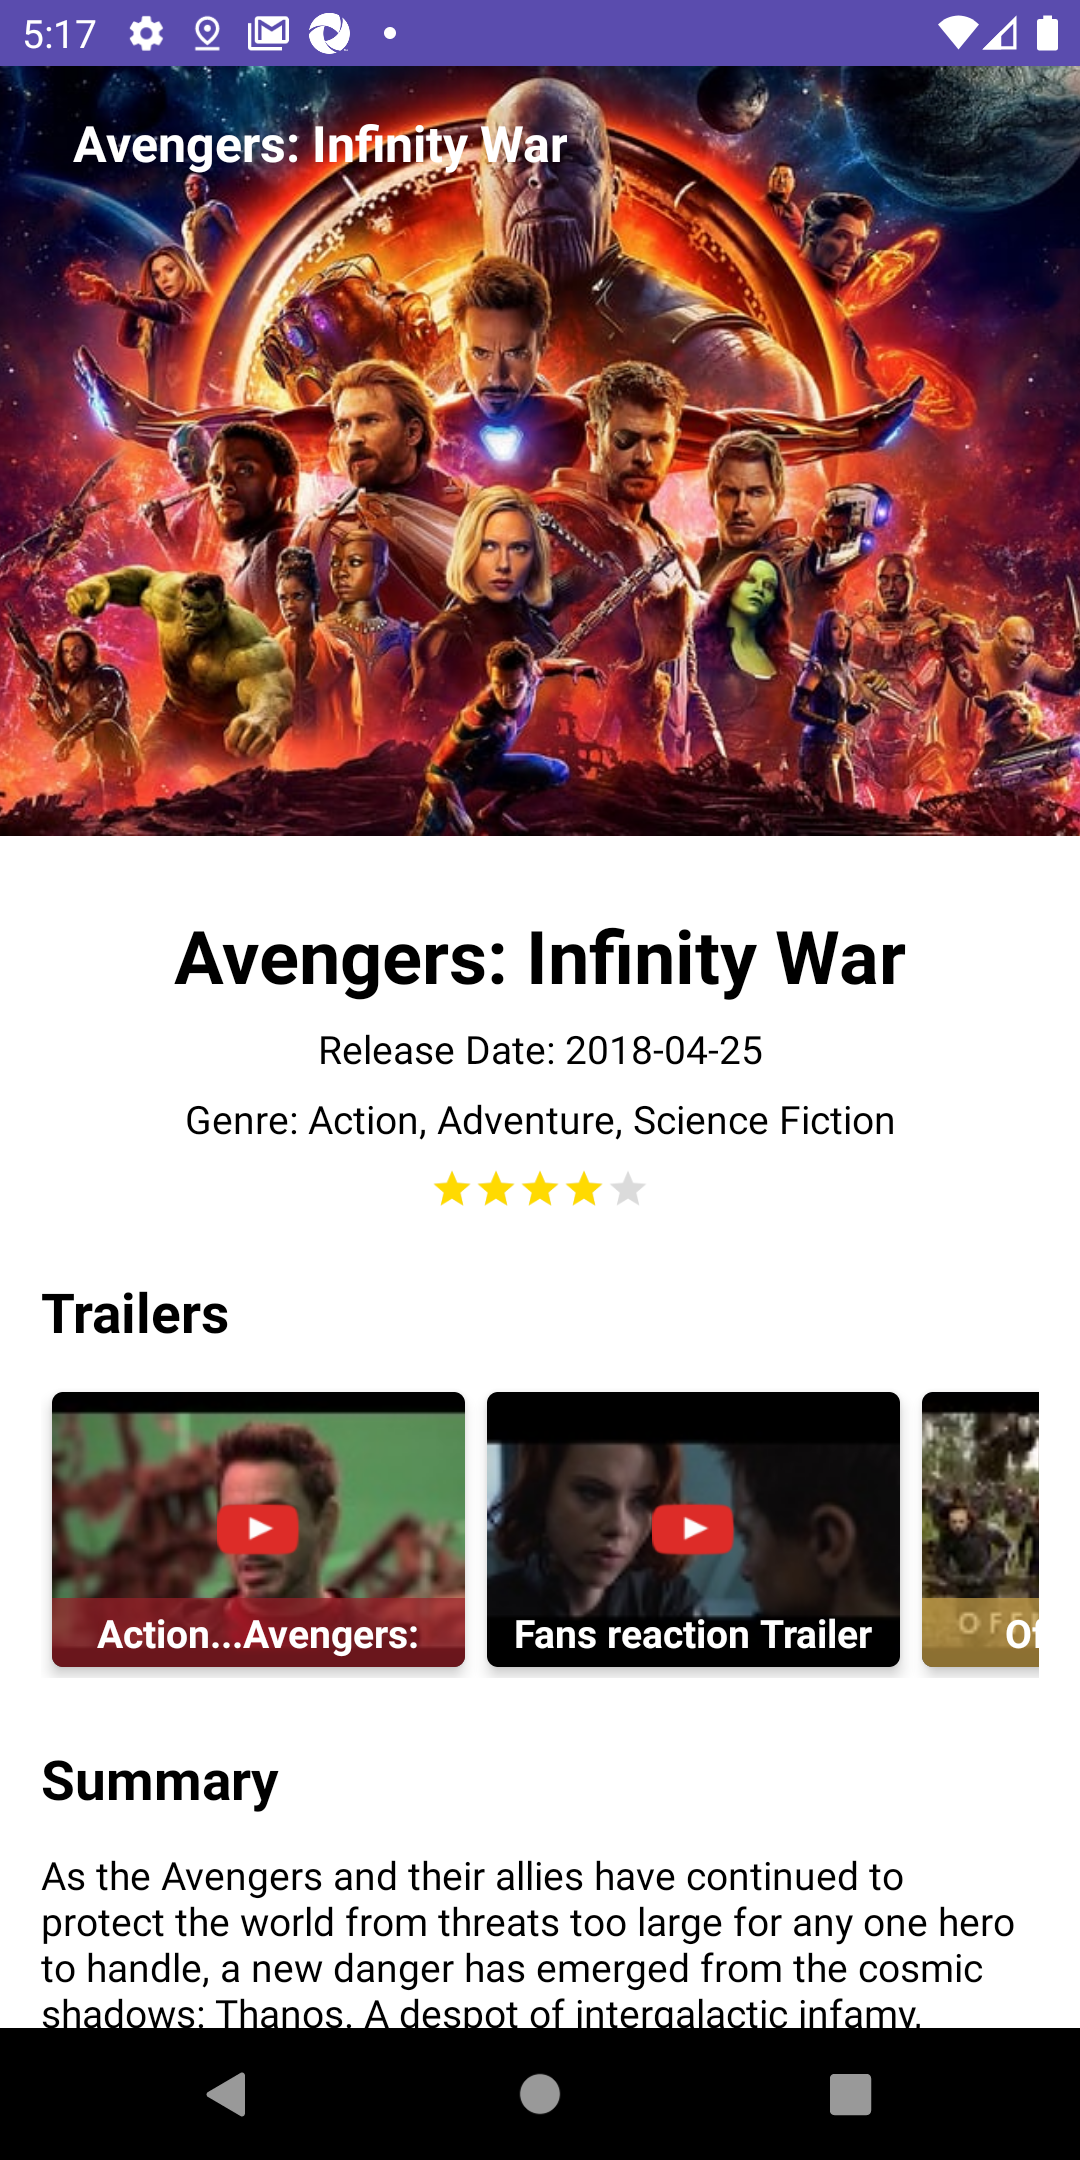 5:17
Avengers: Infinity War
Avengers: Infinity War
Release Date: 2018-04-25
Genre: Action, Adventure, Science Fiction
Trailers
Action...Avengers:
Fans reaction Trailer
Summary
As the Avengers and their allies have continued to
protect the world from threats too large for any one hero
to handle, a new danger has emerged from the cosmic
shadows: Thanos. A despot of intergalactic infamy,